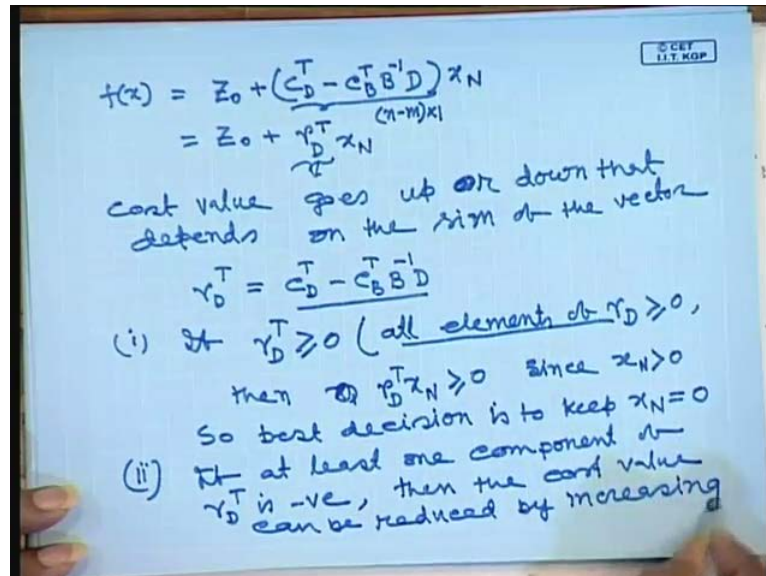 © CET
I.I.T. KGP
f(x) = Z₀ + (C_D^T - C_B^T B^-1 D) x_N
(n-m)x1
= Z₀ + r_D^T x_N
cost value goes up or down that
depends on the sign of the vector
r_D^T = C_D^T - C_B^T B^-1 D
(i) If r_D^T ≥ 0 (all elements of r_D ≥ 0,
then r_D^T x_N ≥ 0 since x_N > 0
So best decision is to keep x_N = 0
(ii) If at least one component of
r_D^T is -ve, then the cost value
can be reduced by increasing